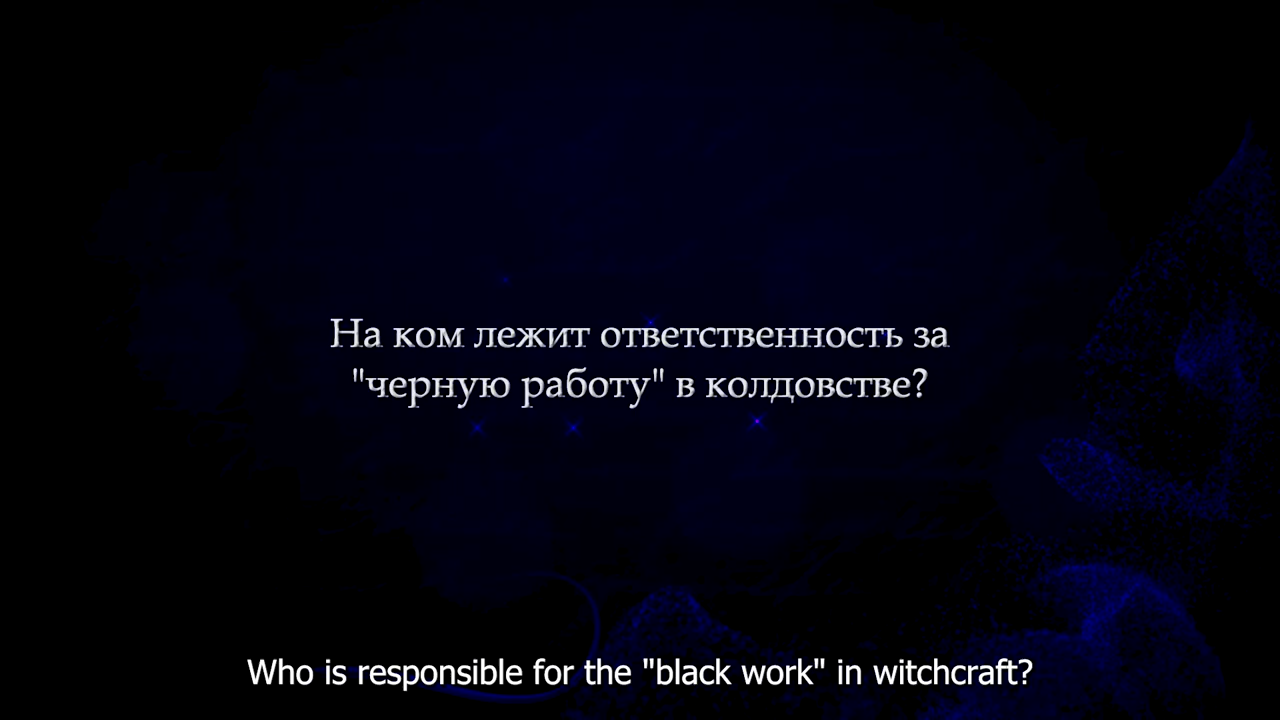 На ком лежит ответственность за
"черную работу" в колдовстве?
Who is responsible for the "black work" in witchcraft?